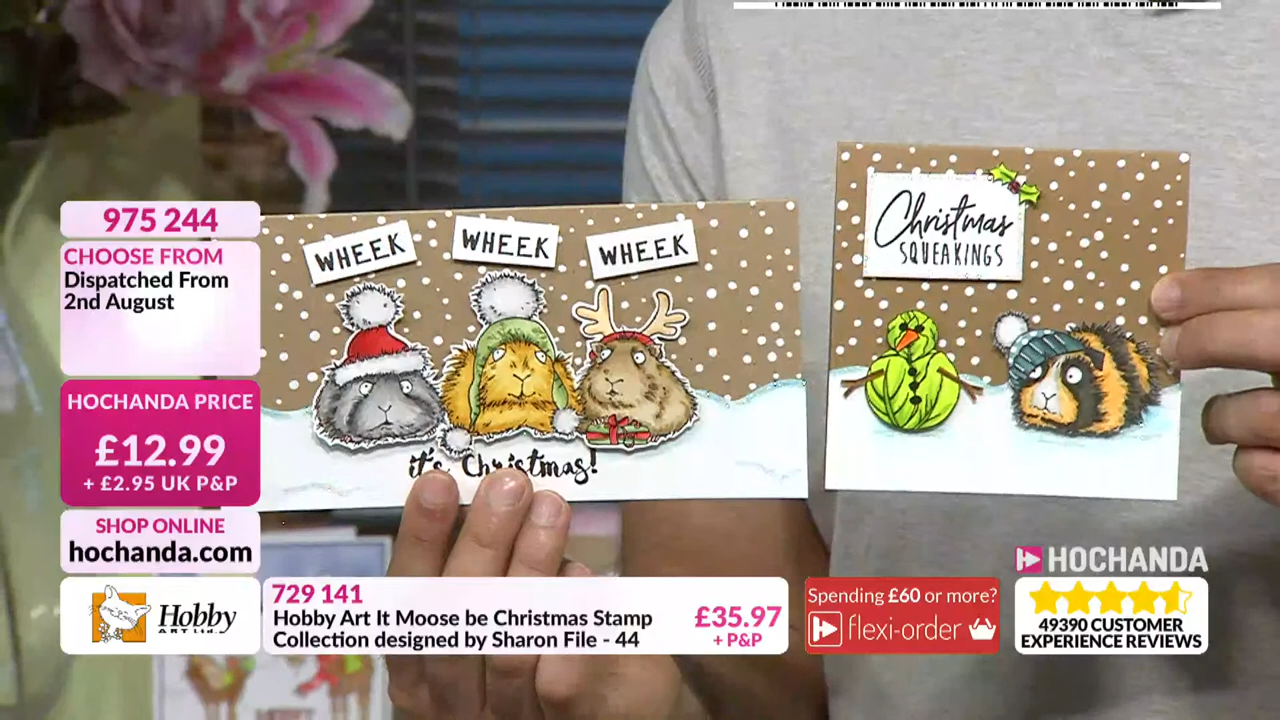 975 244
CHOOSE FROM
Dispatched From
2nd August
HOCHANDA PRICE
£12.99
+ £2.95 UK P&P
SHOP ONLINE
hochanda.com
WHEEK
WHEEK
WHEEK
it's Christmas!
Christmas
SQUEAKINGS
Hobby
ART Ltd.
729 141
Hobby Art It Moose be Christmas Stamp
Collection designed by Sharon File - 44
£35.97
+ P&P
Spending £60 or more?
flexi-order
HOCHANDA
49390 CUSTOMER
EXPERIENCE REVIEWS